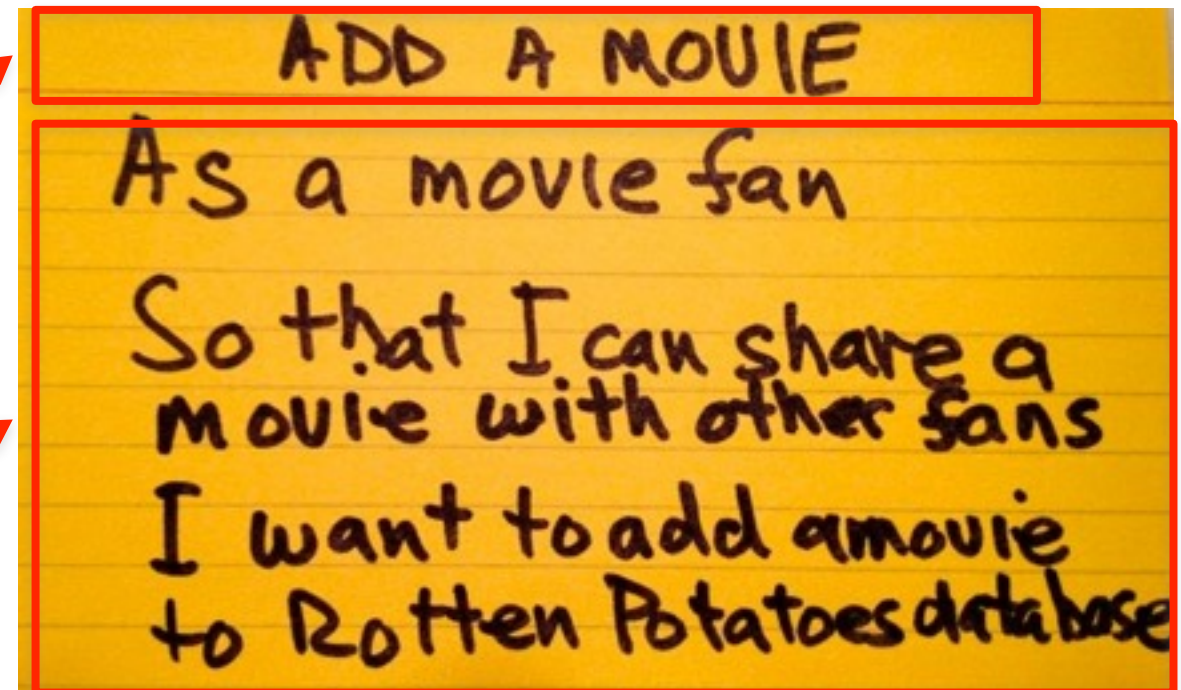 ADD A MOVIE
As a movie fan
So that I can share a
movie with other fans
I want to add a movie
to Rotten Potatoes database